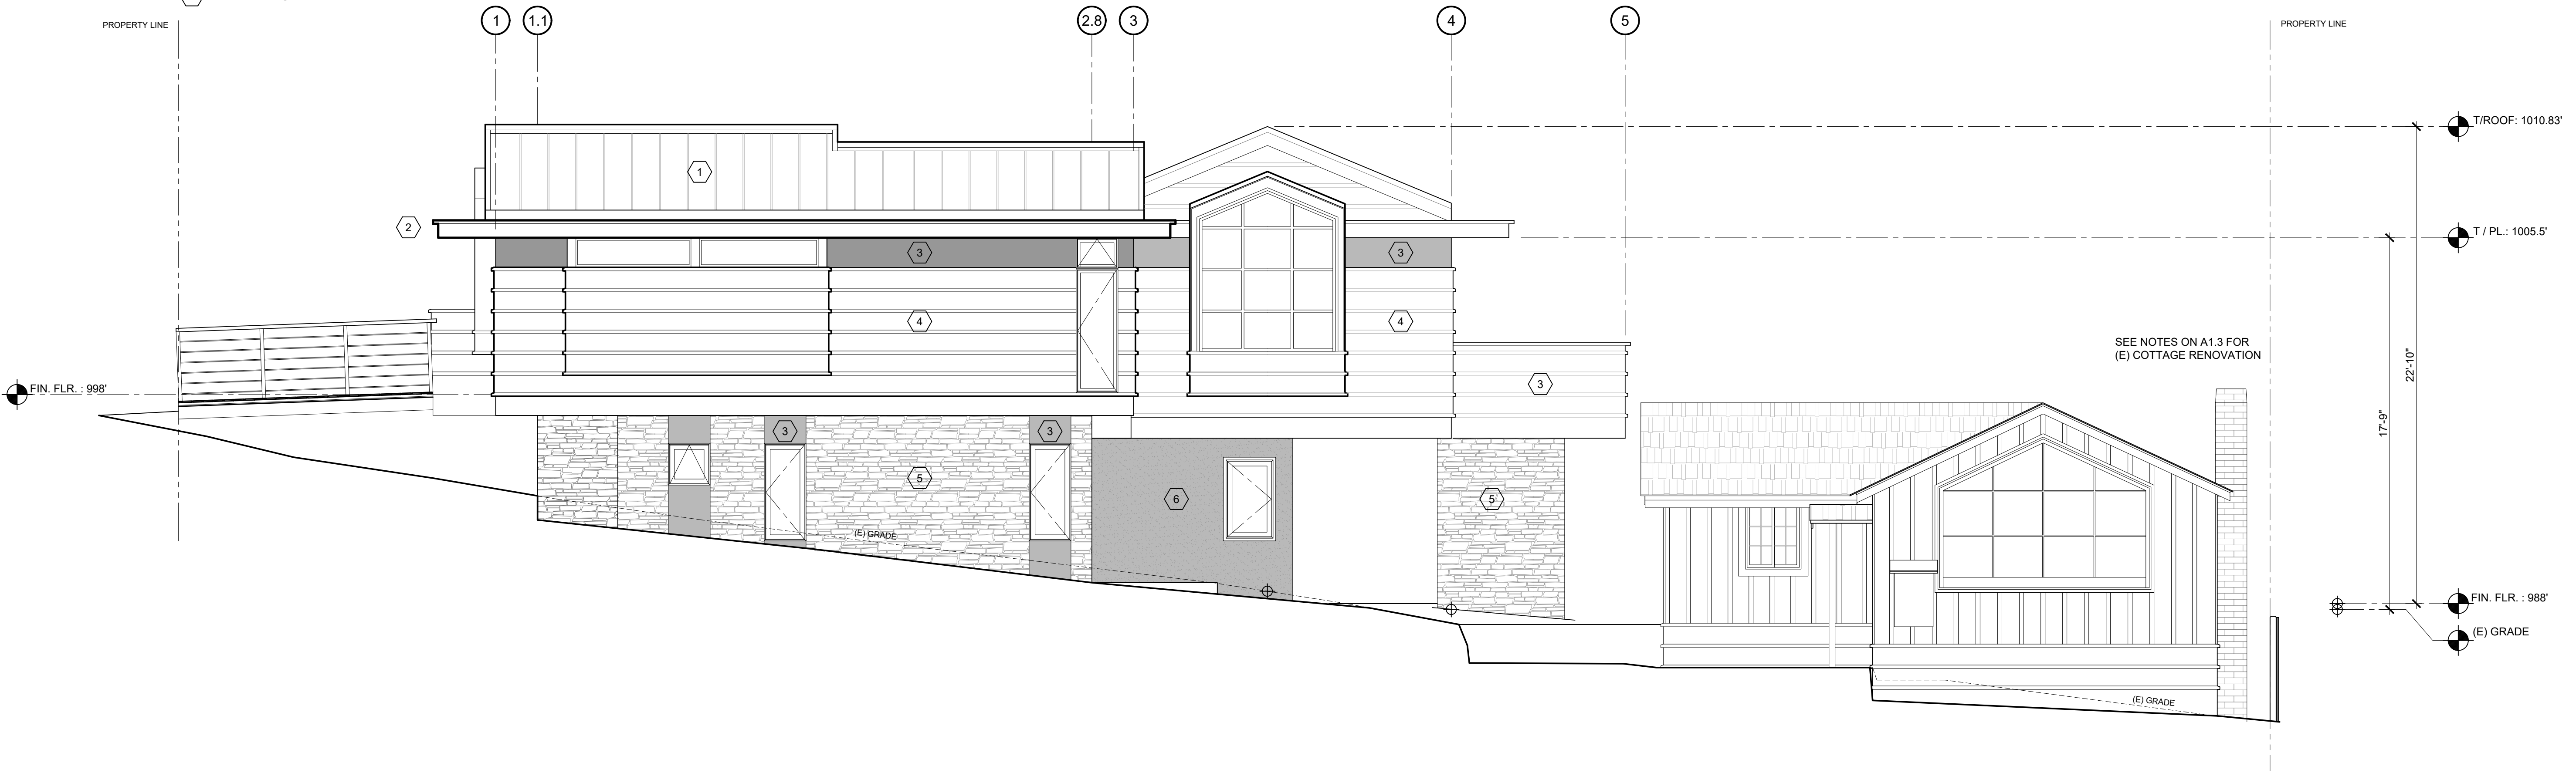 PROPERTY LINE
1
1.1
2.8
3
4
5
PROPERTY LINE
T/ROOF: 1010.83'
1
2
T / PL.: 1005.5'
3
3
4
4
SEE NOTES ON A1.3 FOR
(E) COTTAGE RENOVATION
22'-10"
17'-9"
FIN. FLR. : 998'
3
3
3
5
6
5
(E) GRADE
FIN. FLR. : 988'
(E) GRADE
(E) GRADE